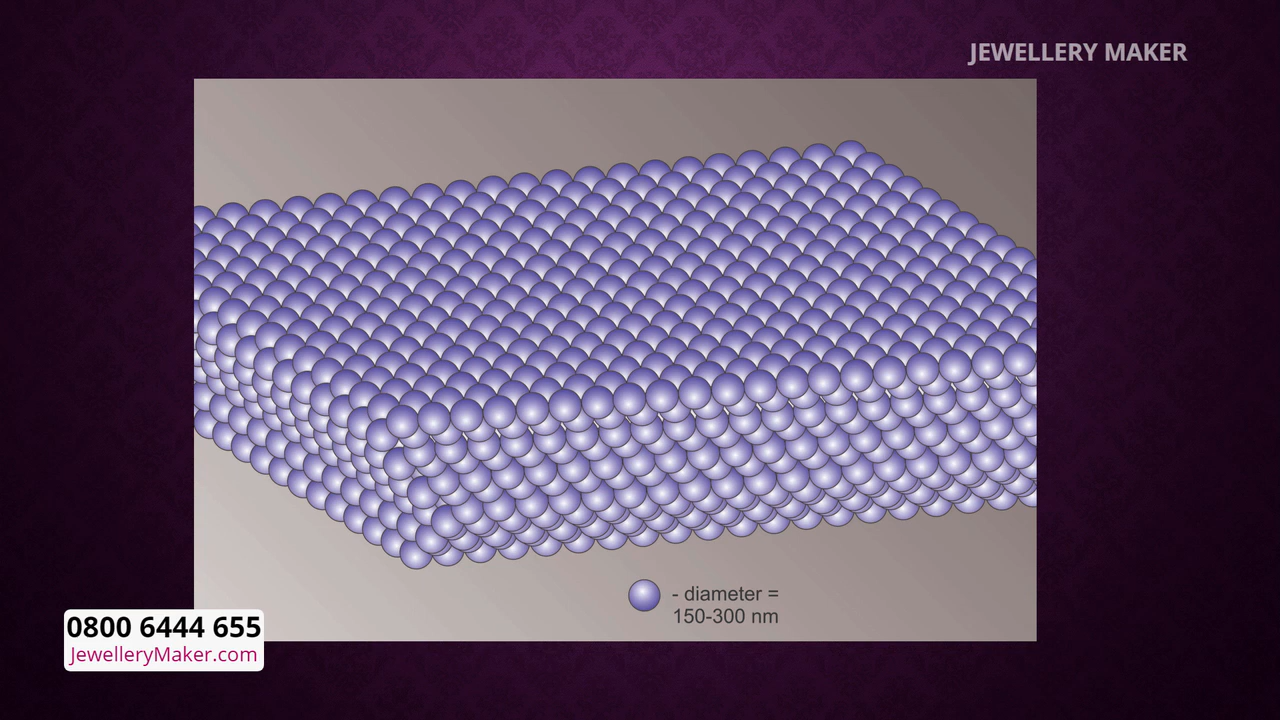 JEWELLERY MAKER
- diameter =
150-300 nm
0800 6444 655
JewelleryMaker.com